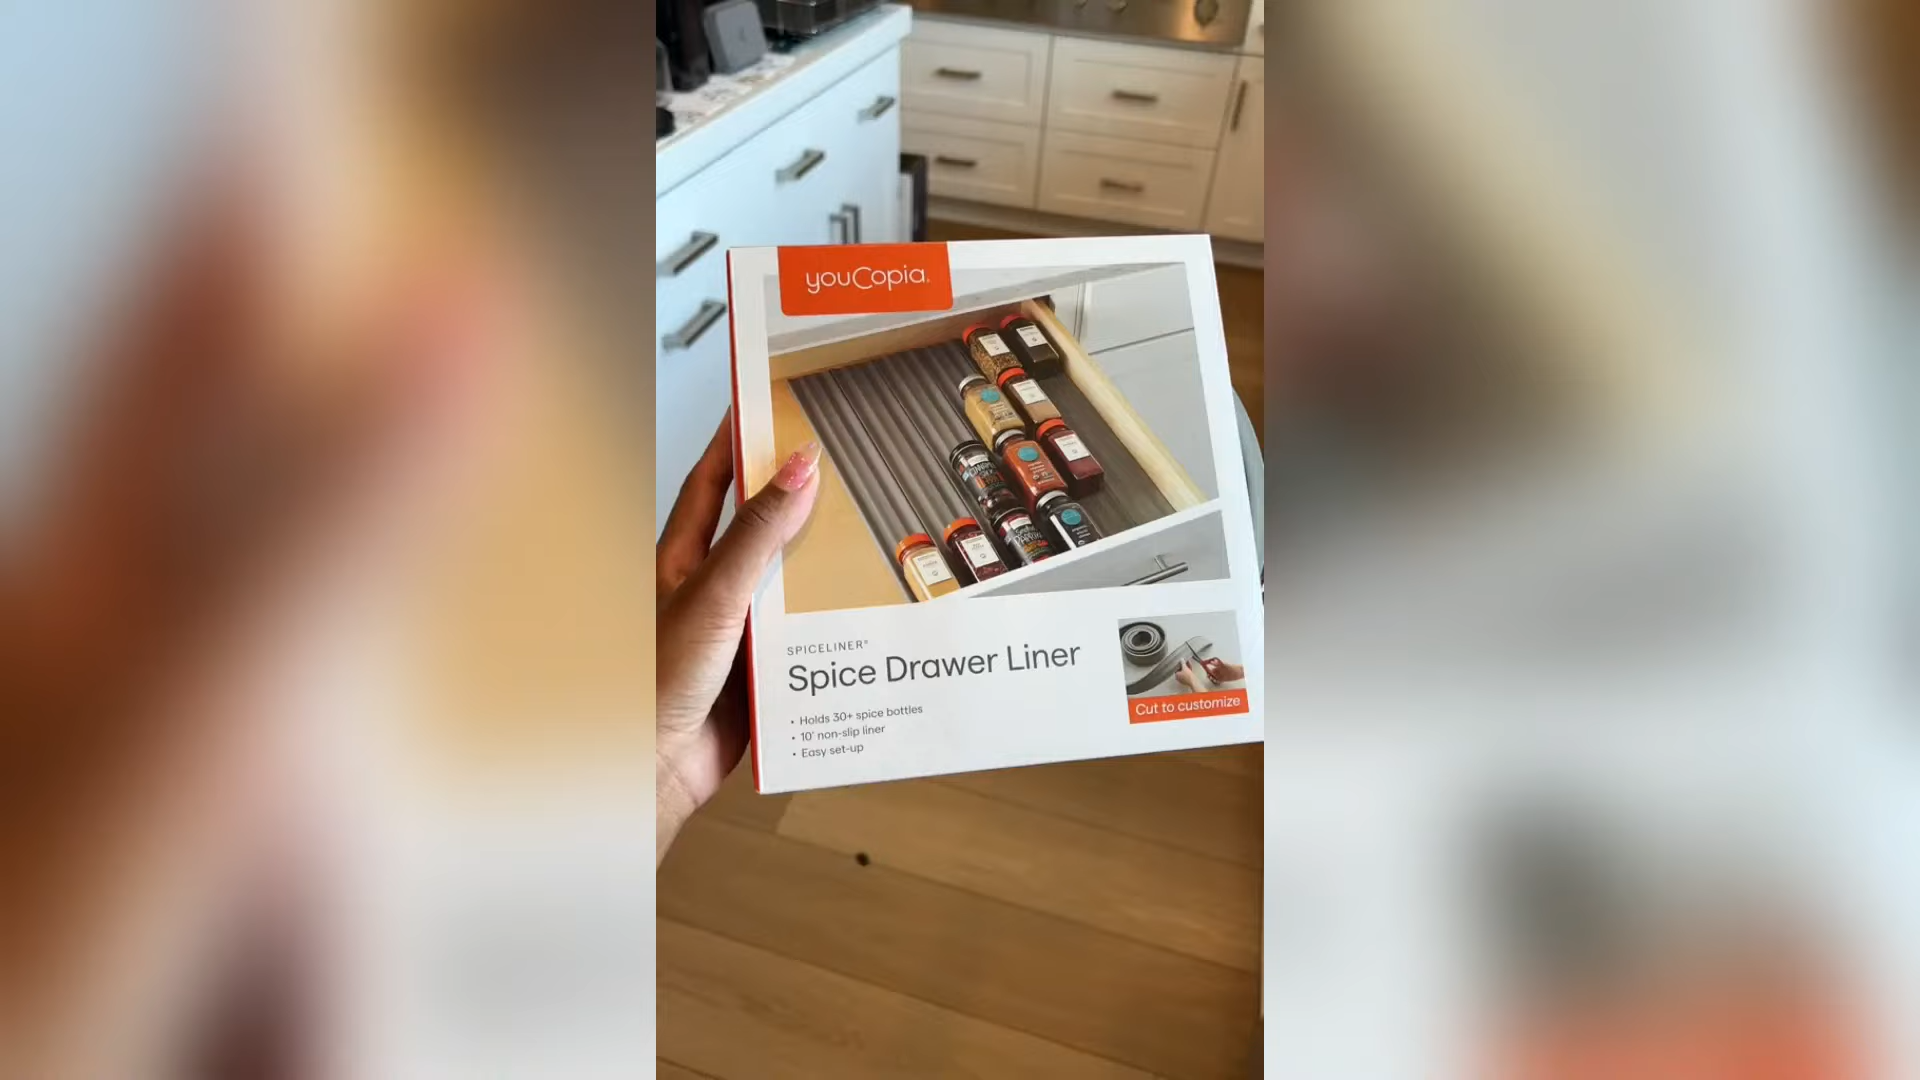 youCopia
SPICELINER®
Spice Drawer Liner
• Holds 30+ spice bottles
• 10' non-slip liner
• Easy set-up
Cut to customize